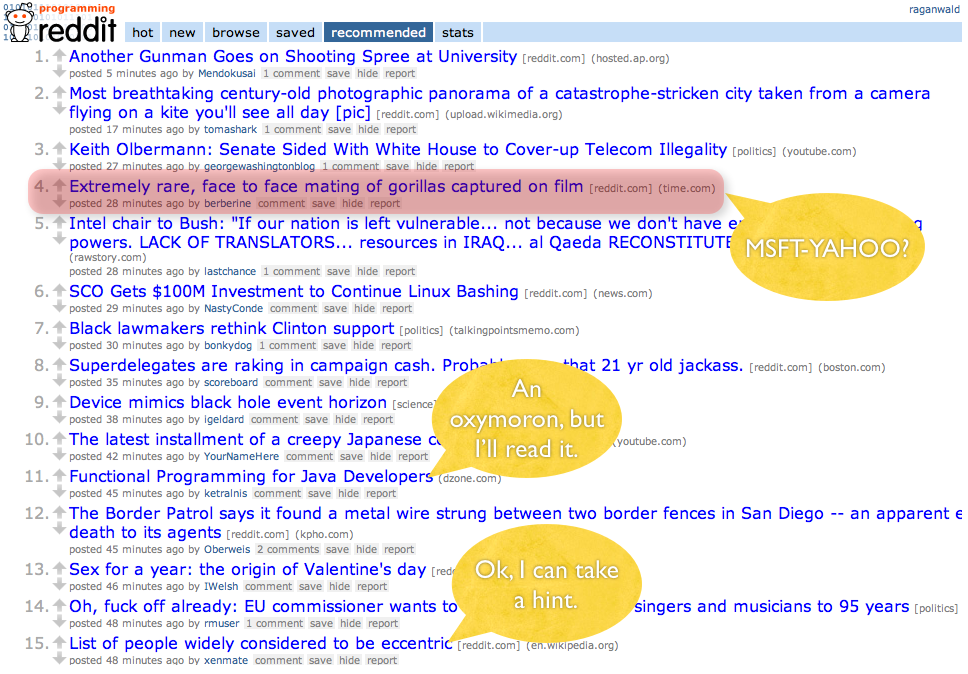 programming
raganwald
reddit hot new browse saved recommended stats
1. Another Gunman Goes on Shooting Spree at University [reddit.com] (hosted.ap.org)
posted 5 minutes ago by Mendokusai 1 comment save hide report
2. Most breathtaking century-old photographic panorama of a catastrophe-stricken city taken from a camera
flying on a kite you'll see all day [pic] [reddit.com] (upload.wikimedia.org)
posted 17 minutes ago by tomashark 1 comment save hide report
3. Keith Olbermann: Senate Sided With White House to Cover-up Telecom Illegality [politics] (youtube.com)
posted 27 minutes ago by georgewashingtonblog 1 comment save hide report
4. Extremely rare, face to face mating of gorillas captured on film [reddit.com] (time.com)
posted 28 minutes ago by berberine comment save hide report
MSFT-YAHOO?
5. Intel chair to Bush: "If our nation is left vulnerable... not because we don't have
powers. LACK OF TRANSLATORS... resources in IRAQ... al Qaeda RECONSTITUTE
(rawstory.com)
posted 28 minutes ago by lastchance 1 comment save hide report
6. SCO Gets $100M Investment to Continue Linux Bashing [reddit.com] (news.com)
posted 29 minutes ago by NastyConde comment save hide report
7. Black lawmakers rethink Clinton support [politics] (talkingpointsmemo.com)
posted 30 minutes ago by bonkydog 1 comment save hide report
8. Superdelegates are raking in campaign cash. that 21 yr old jackass. [reddit.com] (boston.com)
posted 35 minutes ago by scoreboard comment save hide report
9. Device mimics black hole event horizon [science]
posted 38 minutes ago by igeldard comment save hide report
An
oxymoron, but
I'll read it.
10. The latest installment of a creepy Japanese (youtube.com)
posted 42 minutes ago by YourNameHere comment save hide report
11. Functional Programming for Java Developers (dzone.com)
posted 45 minutes ago by ketralnis comment save hide report
12. The Border Patrol says it found a metal wire strung between two border fences in San Diego -- an apparent
death to its agents [reddit.com] (kpho.com)
posted 45 minutes ago by Oberweis 2 comments save hide report
13. Sex for a year: the origin of Valentine's day
posted 46 minutes ago by IWelsh comment save hide report
Ok, I can take
a hint.
14. Oh, fuck off already: EU commissioner wants to singers and musicians to 95 years [politics]
posted 48 minutes ago by rmuser 1 comment save hide report
15. List of people widely considered to be eccentric [reddit.com] (en.wikipedia.org)
posted 48 minutes ago by xenmate comment save hide report